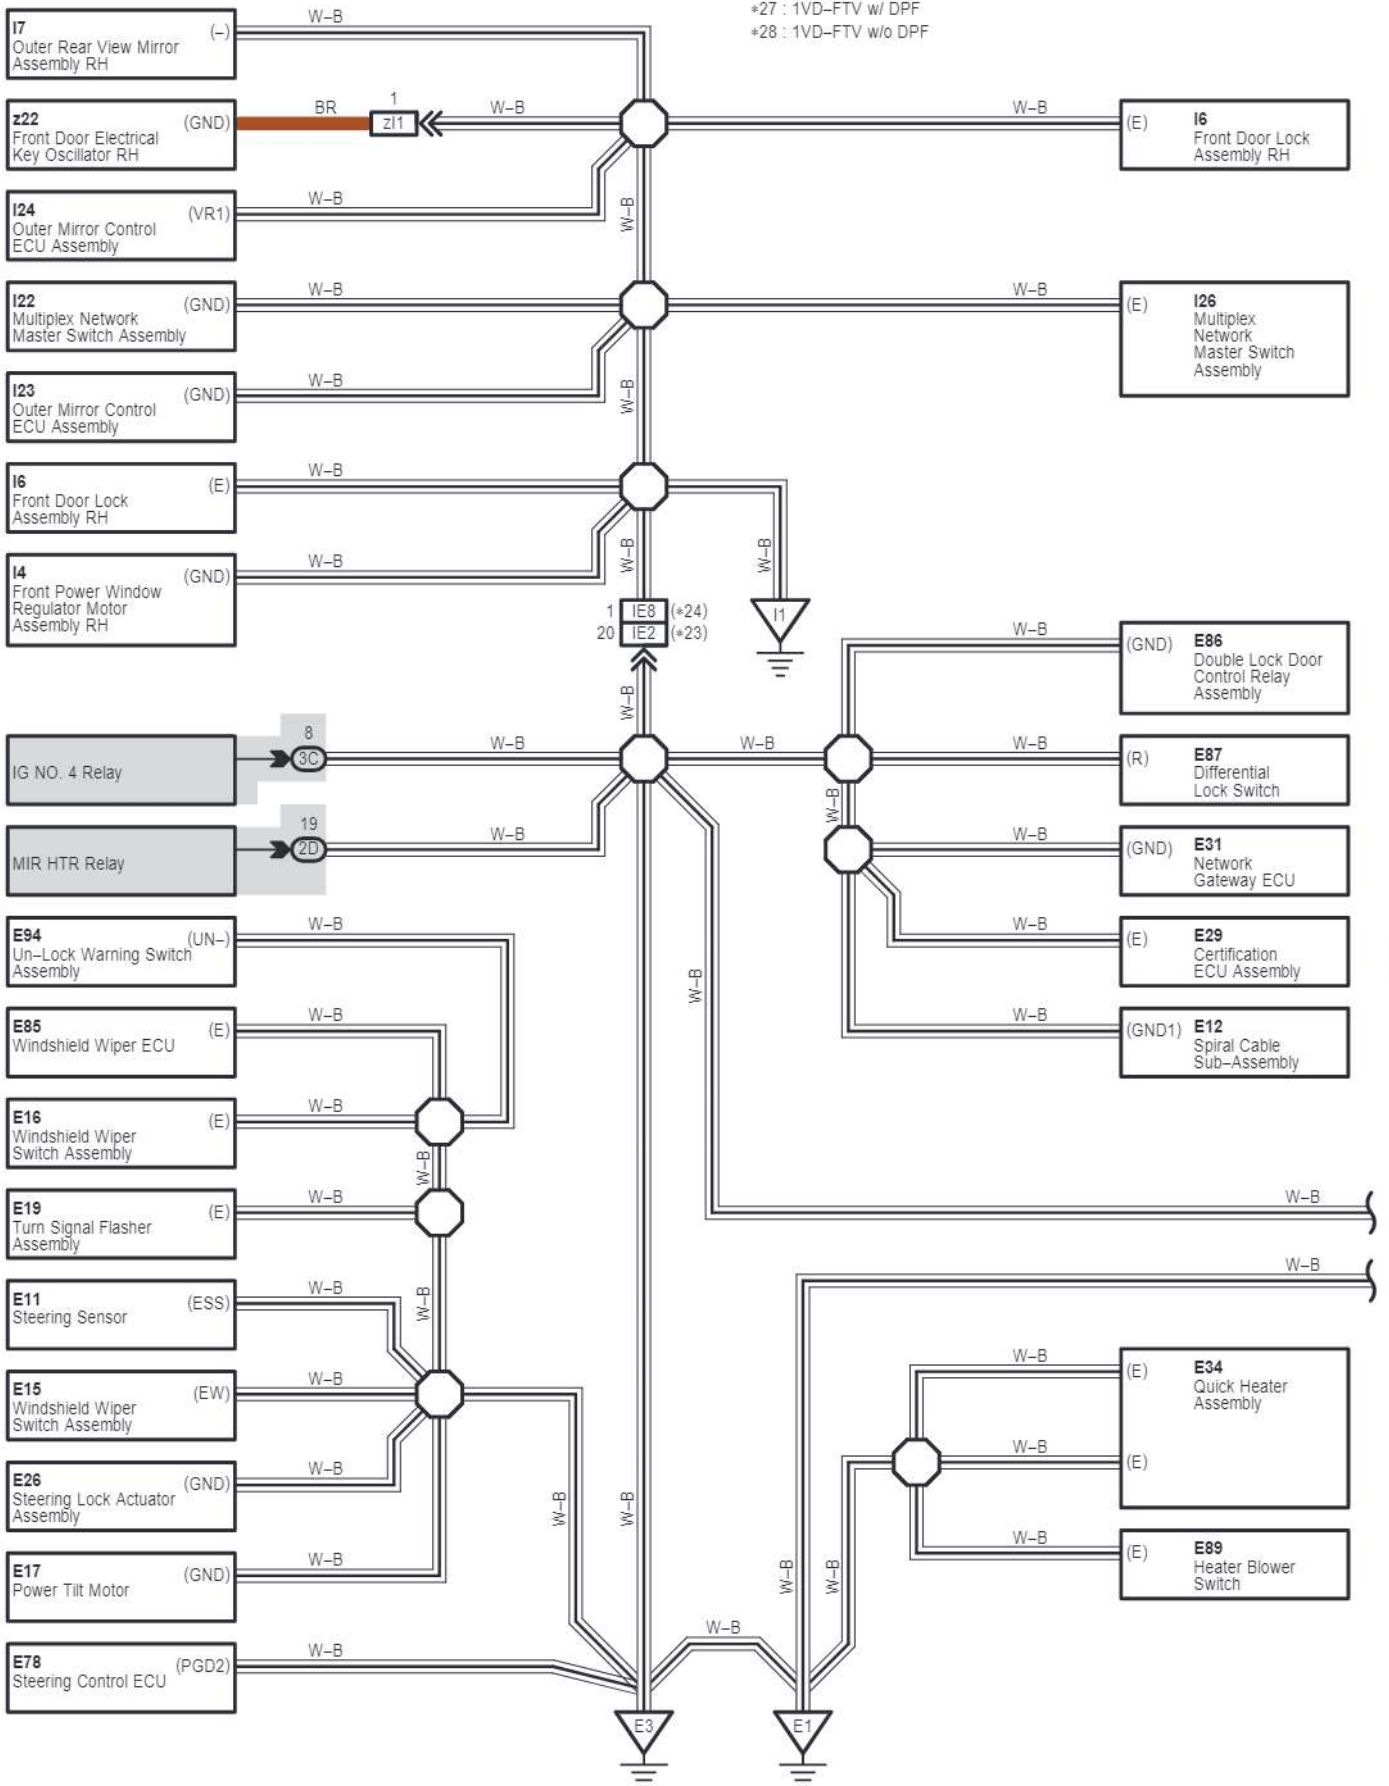 ∗27 : 1VD–FTV w/ DPF
∗28 : 1VD–FTV w/o DPF
I7
(–)
Outer Rear View Mirror
Assembly RH
W–B
z22
(GND)
Front Door Electrical
Key Oscillator RH
BR
1
zI1
W–B
W–B
(E)
I6
Front Door Lock
Assembly RH
I24
(VR1)
Outer Mirror Control
ECU Assembly
W–B
W–B
I22
(GND)
Multiplex Network
Master Switch Assembly
W–B
W–B
(E)
I26
Multiplex
Network
Master Switch
Assembly
I23
(GND)
Outer Mirror Control
ECU Assembly
W–B
W–B
I6
(E)
Front Door Lock
Assembly RH
W–B
I4
(GND)
Front Power Window
Regulator Motor
Assembly RH
W–B
W–B
W–B
1
IE8
(∗24)
20
IE2
(∗23)
I1
W–B
W–B
(GND)
E86
Double Lock Door
Control Relay
Assembly
IG NO. 4 Relay
8
3C
W–B
W–B
W–B
(R)
E87
Differential
Lock Switch
W–B
MIR HTR Relay
19
2D
W–B
W–B
(GND)
E31
Network
Gateway ECU
E94
(UN–)
Un–Lock Warning Switch
Assembly
W–B
W–B
(E)
E29
Certification
ECU Assembly
W–B
E85
(E)
Windshield Wiper ECU
W–B
W–B
(GND1)
E12
Spiral Cable
Sub–Assembly
E16
(E)
Windshield Wiper
Switch Assembly
W–B
W–B
E19
(E)
Turn Signal Flasher
Assembly
W–B
W–B
W–B
E11
(ESS)
Steering Sensor
W–B
W–B
E15
(EW)
Windshield Wiper
Switch Assembly
W–B
W–B
(E)
E34
Quick Heater
Assembly
W–B
(E)
E26
(GND)
Steering Lock Actuator
Assembly
W–B
W–B
W–B
W–B
(E)
E89
Heater Blower
Switch
E17
(GND)
Power Tilt Motor
W–B
W–B
W–B
E78
(PGD2)
Steering Control ECU
W–B
W–B
E3
E1